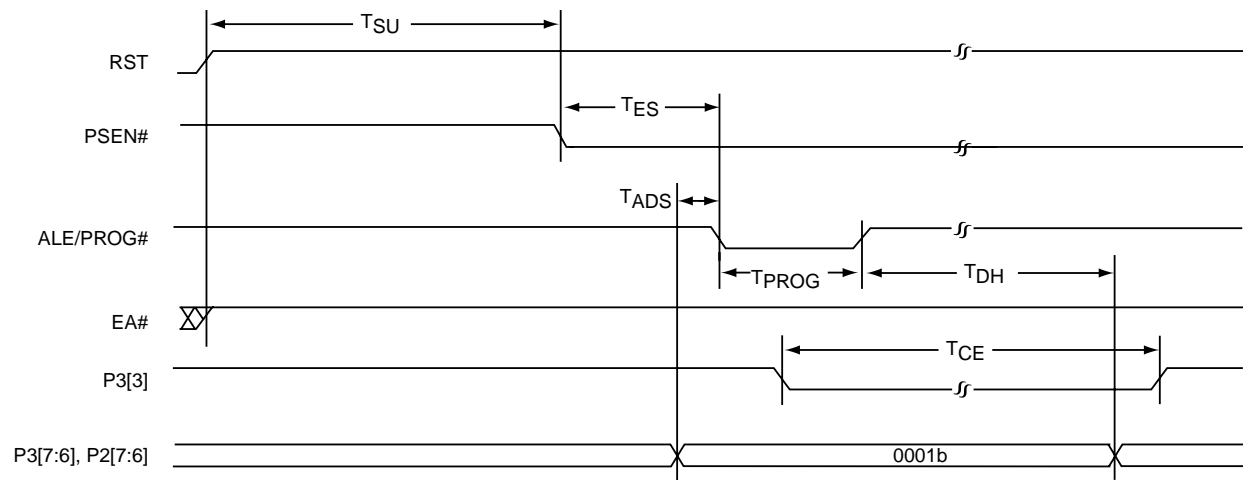 TSU
RST
TES
PSEN#
TADS
ALE/PROG#
TPROG
TDH
EA#
TCE
P3[3]
P3[7:6], P2[7:6]
0001b